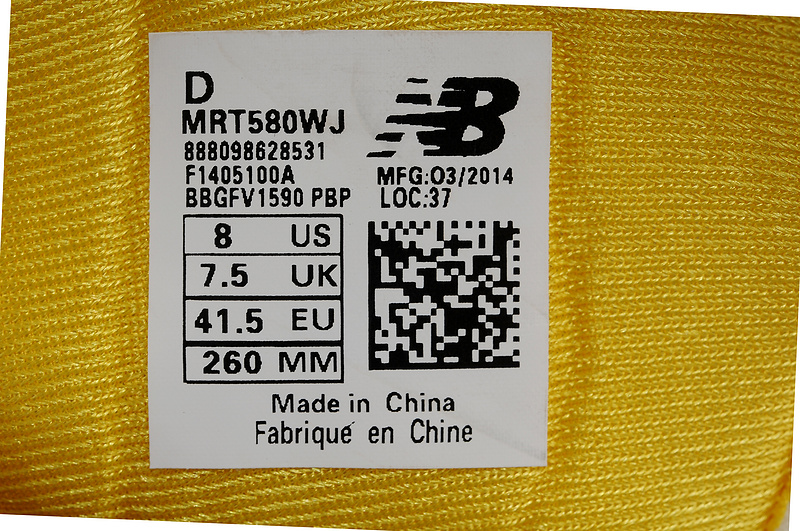 D
MRT580WJ
888098628531
F1405100A
BBGFV1590 PBP
NB
MFG:03/2014
LOC:37
8 US
7.5 UK
41.5 EU
260 MM
Made in China
Fabriqué en Chine